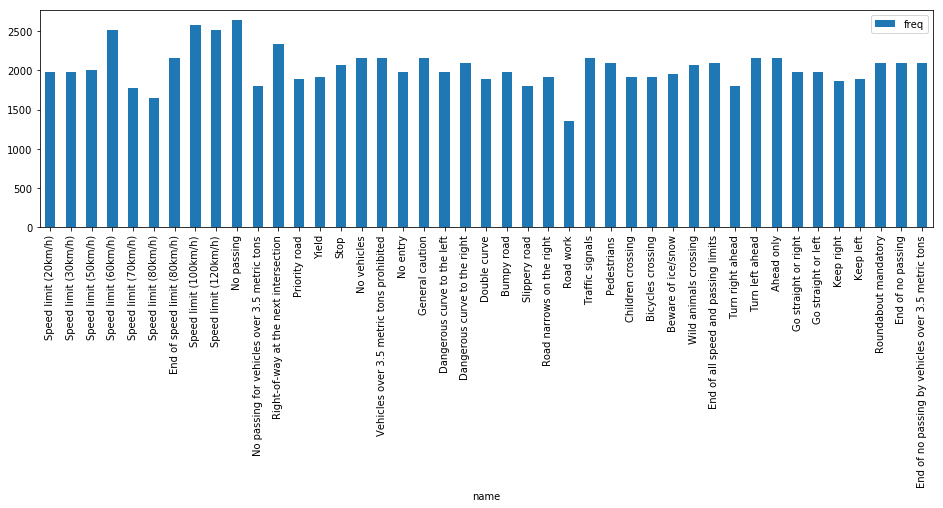 freq
2500
2000
1500
1000
500
0
Speed limit (20km/h)
Speed limit (30km/h)
Speed limit (50km/h)
Speed limit (60km/h)
Speed limit (70km/h)
Speed limit (80km/h)
End of speed limit (80km/h)
Speed limit (100km/h)
Speed limit (120km/h)
No passing
No passing for vehicles over 3.5 metric tons
Right-of-way at the next intersection
Priority road
Yield
Stop
No vehicles
Vehicles over 3.5 metric tons prohibited
No entry
General caution
Dangerous curve to the left
Dangerous curve to the right
Double curve
Bumpy road
Slippery road
Road narrows on the right
Road work
Traffic signals
Pedestrians
Children crossing
Bicycles crossing
Beware of ice/snow
Wild animals crossing
End of all speed and passing limits
Turn right ahead
Turn left ahead
Ahead only
Go straight or right
Go straight or left
Keep right
Keep left
Roundabout mandatory
End of no passing
End of no passing by vehicles over 3.5 metric tons
name